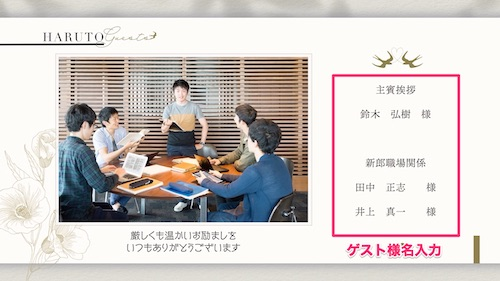 HARUTO Guests
主賓挨拶
鈴木 弘樹 様
新郎職場関係
田中 正志 様
井上 真一 様
厳しくも温かいお励ましを
いつもありがとうございます
ゲスト様名入力